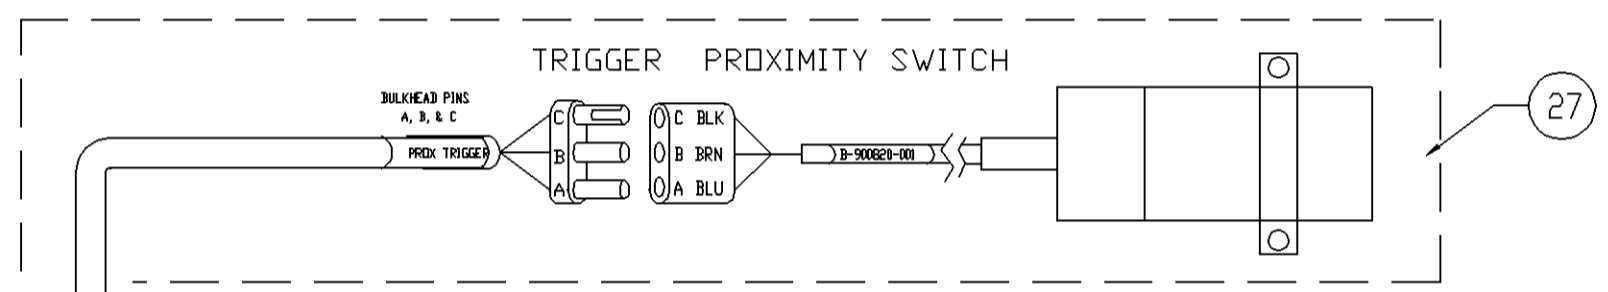 TRIGGER PROXIMITY SWITCH
BULKHEAD PINS
A, B, & C
PROX TRIGGER
C
B
A
C BLK
B BRN
A BLU
B-900820-001
27